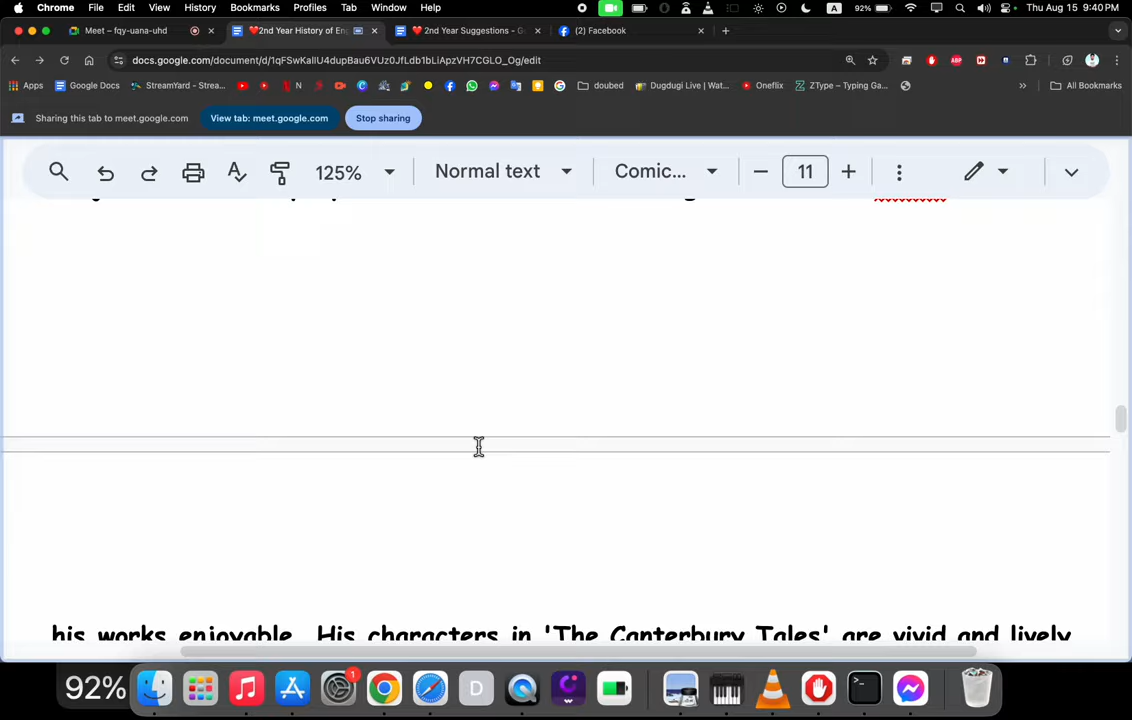 Chrome File Edit View History Bookmarks Profiles Tab Window Help A 92% Thu Aug 15 9:40 PM
Meet – fqy-uana-uhd ❤️2nd Year History of En ❤️ 2nd Year Suggestions - G (2) Facebook
docs.google.com/document/d/1qFSwKaIlU4dupBau6VUz0JfLdb1bLiApzVH7CGLO_Og/edit
Apps Google Docs StreamYard - Strea... N doubed Dugdugi Live | Wat... Oneflix ZType – Typing Ga... » All Bookmarks
Sharing this tab to meet.google.com View tab: meet.google.com Stop sharing
125% Normal text Comic... 11
his works enjoyable. His characters in 'The Canterbury Tales' are vivid and lively
92% 1 D